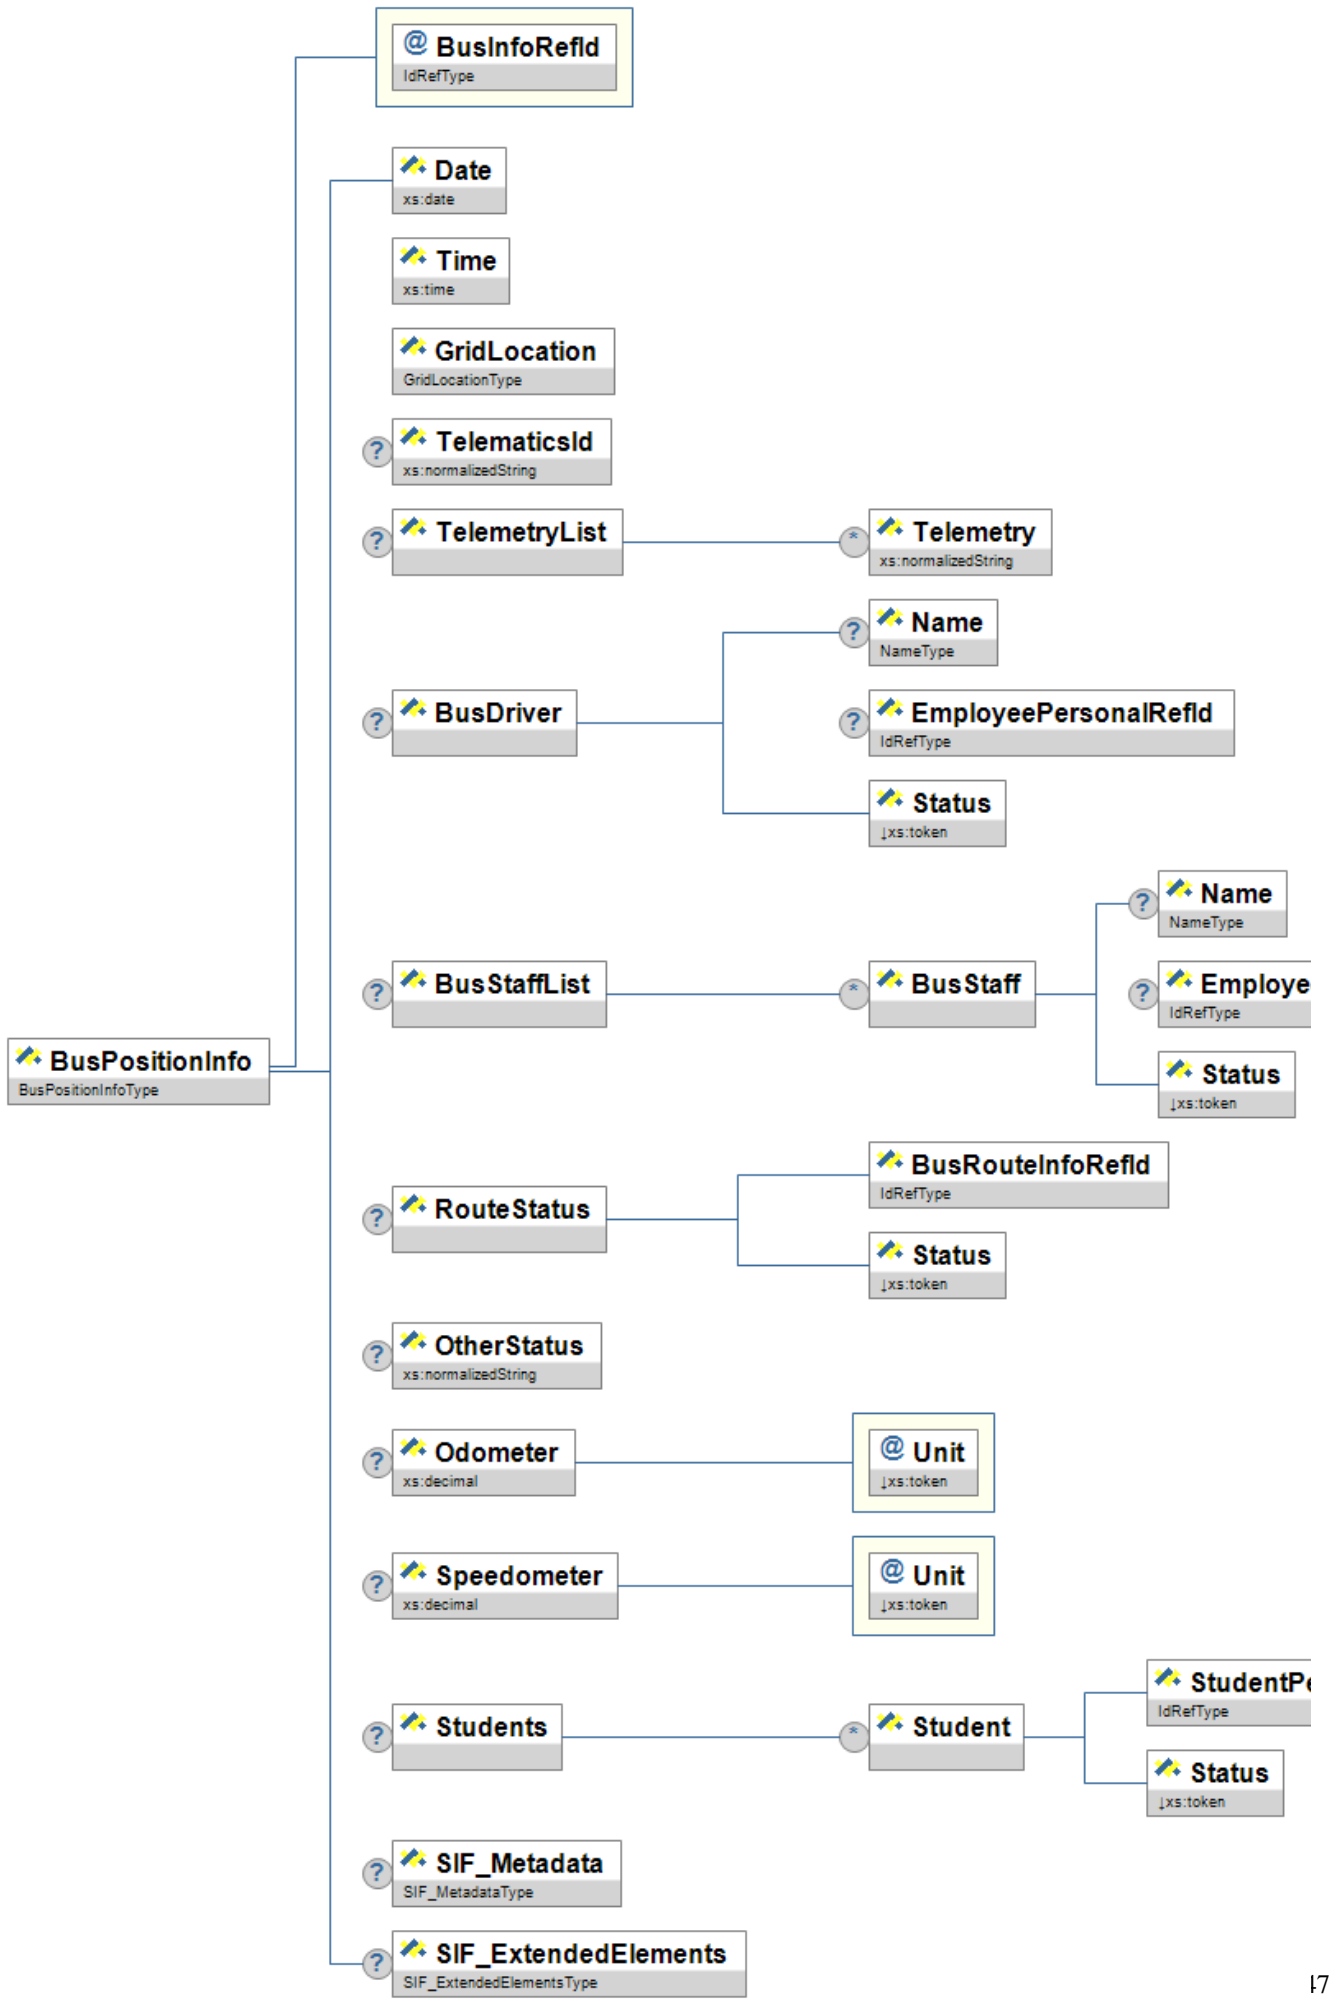 @ BusInfoRefId
IdRefType
Date
xs:date
Time
xs:time
GridLocation
GridLocationType
? TelematicsId
xs:normalizedString
? TelemetryList
* Telemetry
xs:normalizedString
? Name
NameType
? BusDriver
? EmployeePersonalRefId
IdRefType
Status
↓xs:token
? Name
NameType
? BusStaffList
* BusStaff
? Employe
IdRefType
Status
↓xs:token
BusPositionInfo
BusPositionInfoType
BusRouteInfoRefId
IdRefType
? RouteStatus
Status
↓xs:token
? OtherStatus
xs:normalizedString
? Odometer
xs:decimal
@ Unit
↓xs:token
? Speedometer
xs:decimal
@ Unit
↓xs:token
StudentPe
IdRefType
? Students
* Student
Status
↓xs:token
? SIF_Metadata
SIF_MetadataType
? SIF_ExtendedElements
SIF_ExtendedElementsType
47